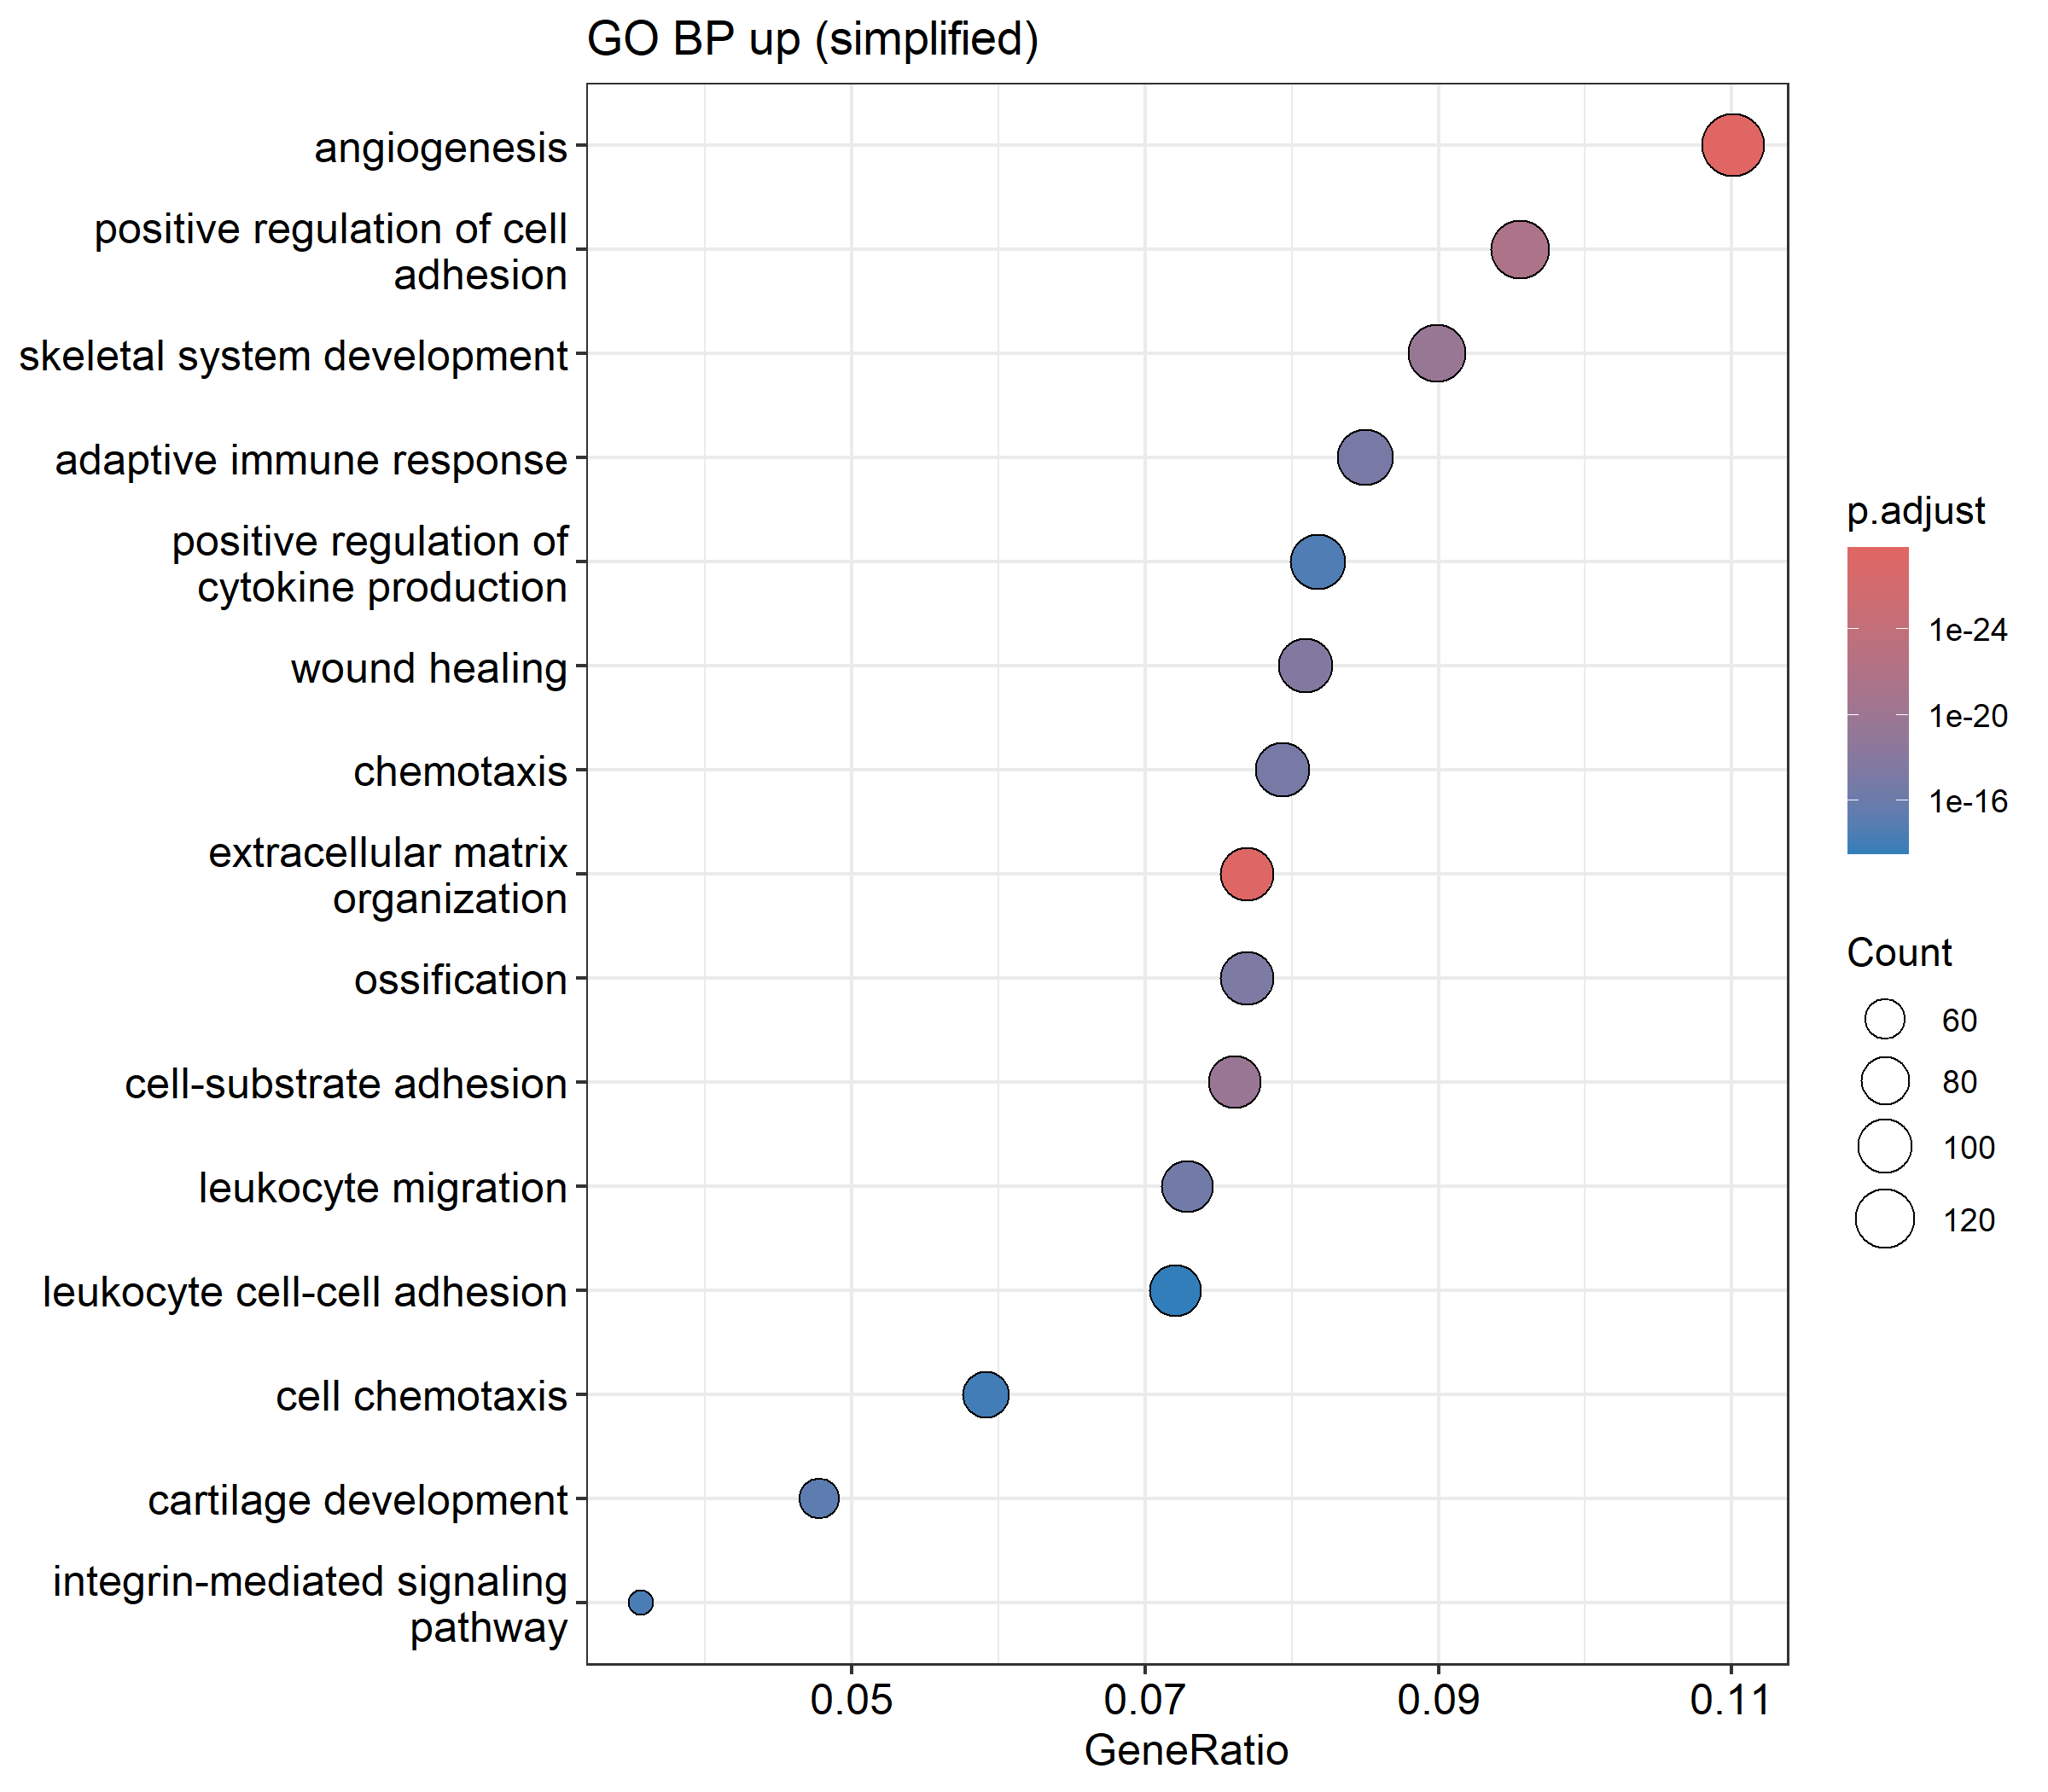 GO BP up (simplified)
angiogenesis
positive regulation of cell
adhesion
skeletal system development
adaptive immune response
positive regulation of
cytokine production
wound healing
chemotaxis
extracellular matrix
organization
ossification
cell-substrate adhesion
leukocyte migration
leukocyte cell-cell adhesion
cell chemotaxis
cartilage development
integrin-mediated signaling
pathway
0.05 0.07 0.09 0.11
GeneRatio
p.adjust
1e-24
1e-20
1e-16
Count
60
80
100
120